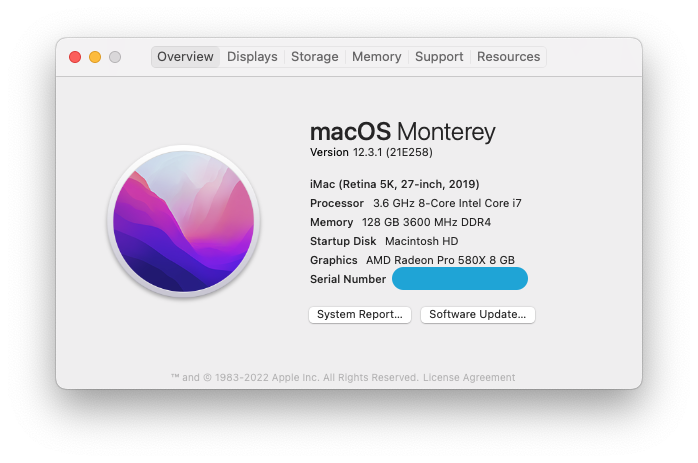 Overview Displays Storage Memory Support Resources
macOS Monterey
Version 12.3.1 (21E258)
iMac (Retina 5K, 27-inch, 2019)
Processor 3.6 GHz 8-Core Intel Core i7
Memory 128 GB 3600 MHz DDR4
Startup Disk Macintosh HD
Graphics AMD Radeon Pro 580X 8 GB
Serial Number
System Report... Software Update...
™ and © 1983-2022 Apple Inc. All Rights Reserved. License Agreement